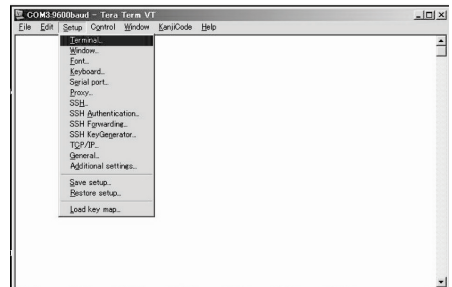 COM3:9600baud - Tera Term VT
File Edit Setup Control Window KanjiCode Help
Terminal...
Window...
Font...
Keyboard...
Serial port...
Proxy...
SSH...
SSH Authentication...
SSH Forwarding...
SSH KeyGenerator...
TCP/IP...
General...
Additional settings...
Save setup...
Restore setup...
Load key map...